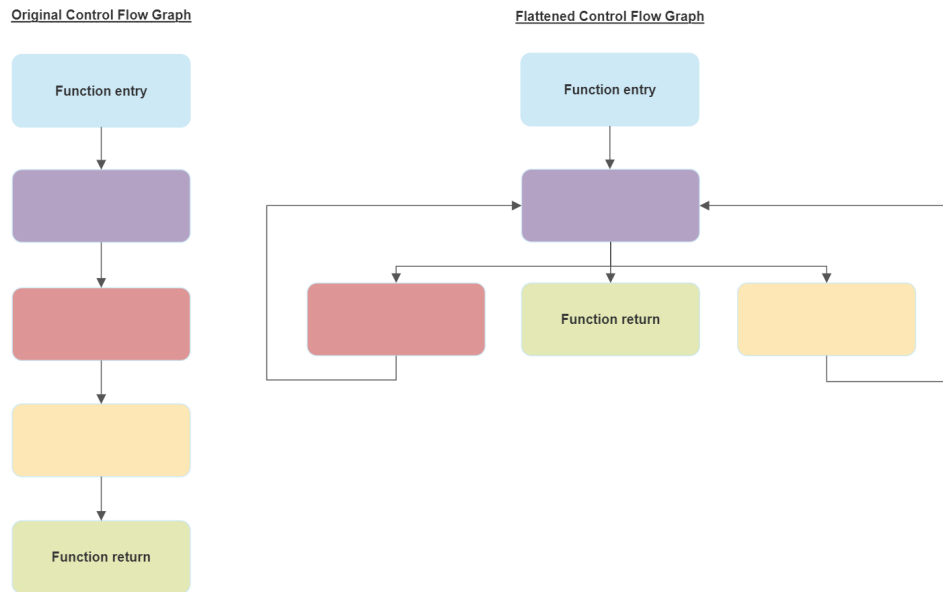 Original Control Flow Graph
Flattened Control Flow Graph
Function entry
Function entry
Function return
Function return